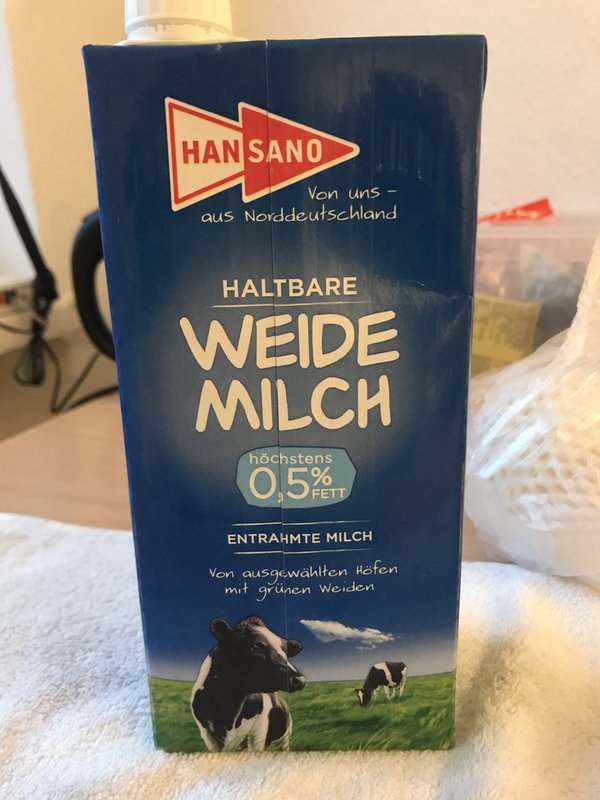 HANSANO
Von uns –
aus Norddeutschland
HALTBARE
WEIDE
MILCH
höchstens
0,5% FETT
ENTRAHMTE MILCH
Von ausgewählten Höfen
mit grünen Weiden